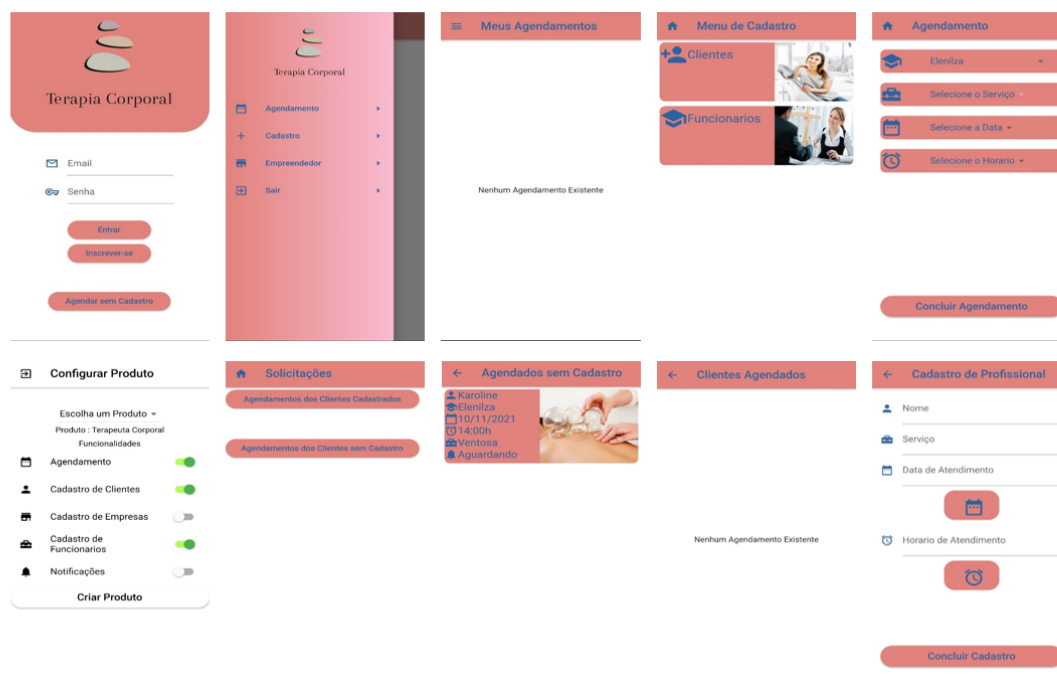 Terapia Corporal
Email
Senha
Entrar
Inscrever-se
Agendar sem Cadastro
Terapia Corporal
Agendamento
Cadastro
Empreendedor
Sair
Meus Agendamentos
Nenhum Agendamento Existente
Menu de Cadastro
Clientes
Funcionarios
Agendamento
Elenilza
Selecione o Serviço
Selecione a Data
Selecione o Horario
Concluir Agendamento
Configurar Produto
Escolha um Produto
Produto : Terapeuta Corporal
Funcionalidades
Agendamento
Cadastro de Clientes
Cadastro de Empresas
Cadastro de
Funcionarios
Notificações
Criar Produto
Solicitações
Agendamentos dos Clientes Cadastrados
Agendamentos dos Clientes sem Cadastro
Agendados sem Cadastro
Karoline
Elenilza
10/11/2021
14:00h
Ventosa
Aguardando
Clientes Agendados
Nenhum Agendamento Existente
Cadastro de Profissional
Nome
Serviço
Data de Atendimento
Horario de Atendimento
Concluir Cadastro